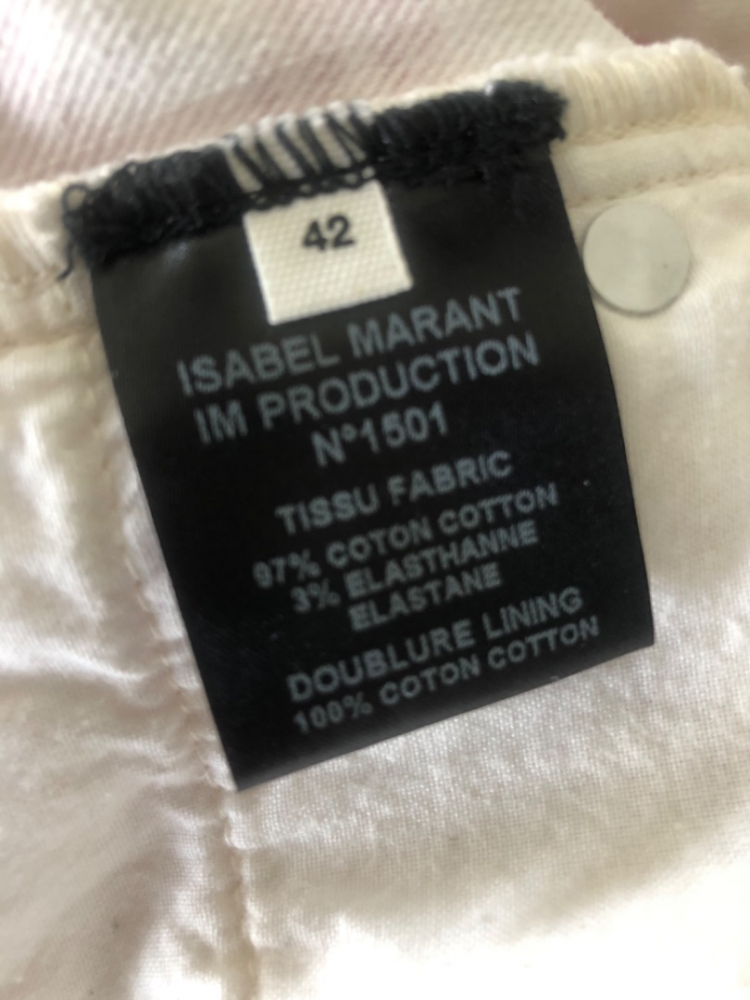 42
ISABEL MARANT
IM PRODUCTION
N°1501
TISSU FABRIC
97% COTON COTTON
3% ELASTHANNE
ELASTANE
DOUBLURE LINING
100% COTON COTTON